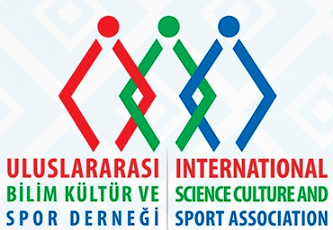 ULUSLARARASI
BİLİM KÜLTÜR VE
SPOR DERNEĞİ
INTERNATIONAL
SCIENCE CULTURE AND
SPORT ASSOCIATION